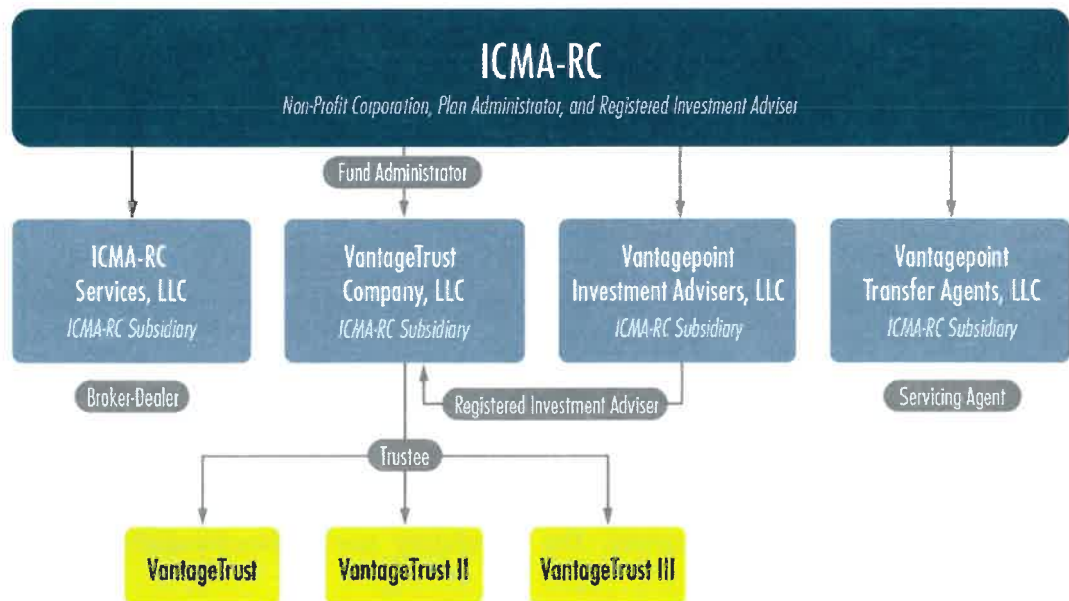 ICMA-RC
Non-Profit Corporation, Plan Administrator, and Registered Investment Adviser
Fund Administrator
ICMA-RC
Services, LLC
ICMA-RC Subsidiary
VantageTrust
Company, LLC
ICMA-RC Subsidiary
Vantagepoint
Investment Advisers, LLC
ICMA-RC Subsidiary
Vantagepoint
Transfer Agents, LLC
ICMA-RC Subsidiary
Broker-Dealer
Registered Investment Adviser
Servicing Agent
Trustee
VantageTrust
VantageTrust II
VantageTrust III